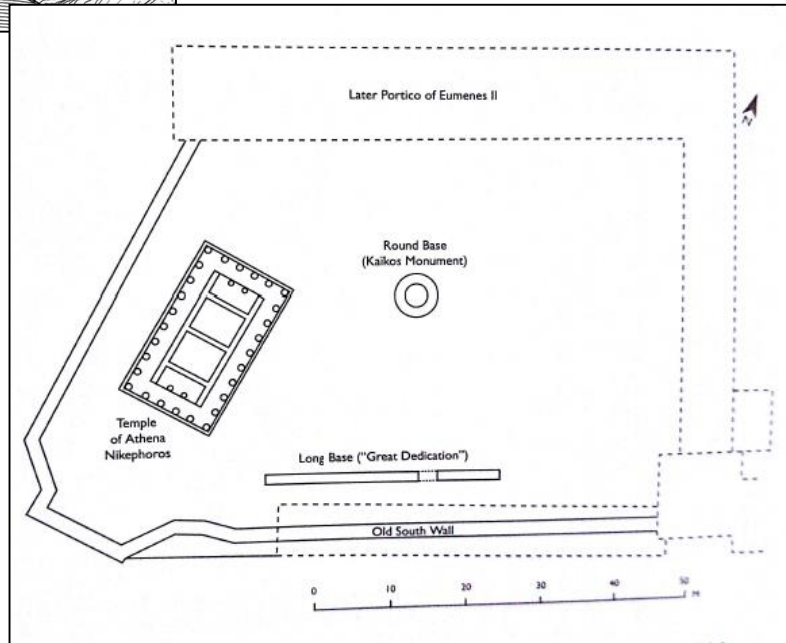 Later Portico of Eumenes II
N
Round Base
(Kaïkos Monument)
Temple
of Athena
Nikephoros
Long Base ("Great Dedication")
Old South Wall
0 10 20 30 40 50
M